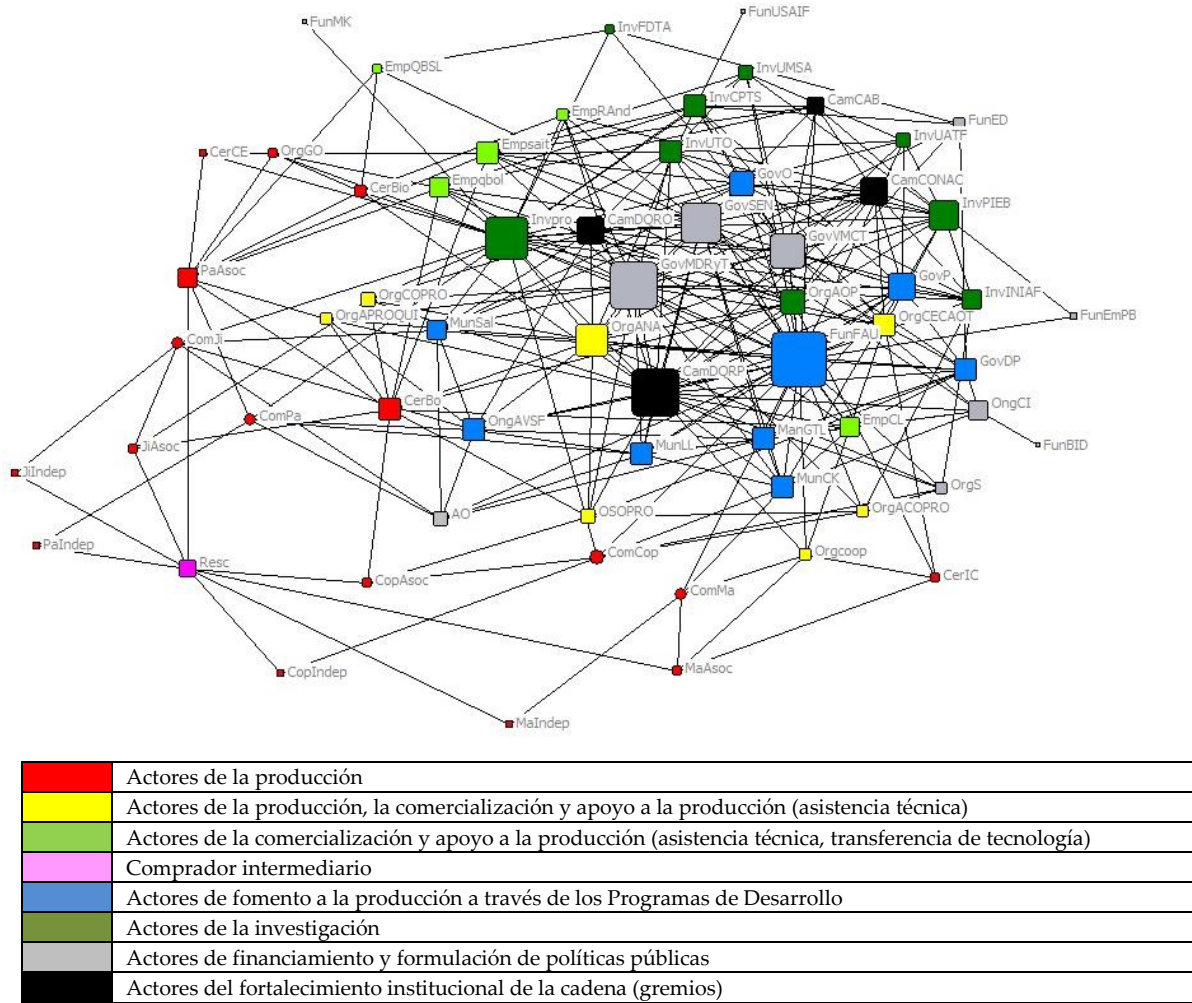 FunMK
FunUSAIF
InvFDTA
EmpQBSL
InvUMSA
InvCPTS
CamCAB
EmpRAnd
FunED
InvUATF
CerCE
OrgGO
Empsait
InvUTO
GovO
CamCONAC
CerBio
Empqbol
GovSEN
InvPIEB
Invpro
CamDQRO
GovVMCT
PaAsoc
GovMDRyT
GovP
OrgCOPRO
OrgAOP
InvINIAF
OrgAPROQUI
MunSal
OrgANA
OrgCECAOT
FunEmPB
ComJi
FunFAU
GovDP
CamDQRP
CerBo
OngCI
ComPa
OngAVSF
EmpCL
ManGTL
FunBID
JiAsoc
MunLL
JiIndep
MunCK
OrgS
AO
OSOPRO
OrgACOPRO
PaIndep
Resc
ComCop
Orgcoop
CopAsoc
CerIC
ComMa
CopIndep
MaAsoc
MaIndep
Actores de la producción
Actores de la producción, la comercialización y apoyo a la producción (asistencia técnica)
Actores de la comercialización y apoyo a la producción (asistencia técnica, transferencia de tecnología)
Comprador intermediario
Actores de fomento a la producción a través de los Programas de Desarrollo
Actores de la investigación
Actores de financiamiento y formulación de políticas públicas
Actores del fortalecimiento institucional de la cadena (gremios)